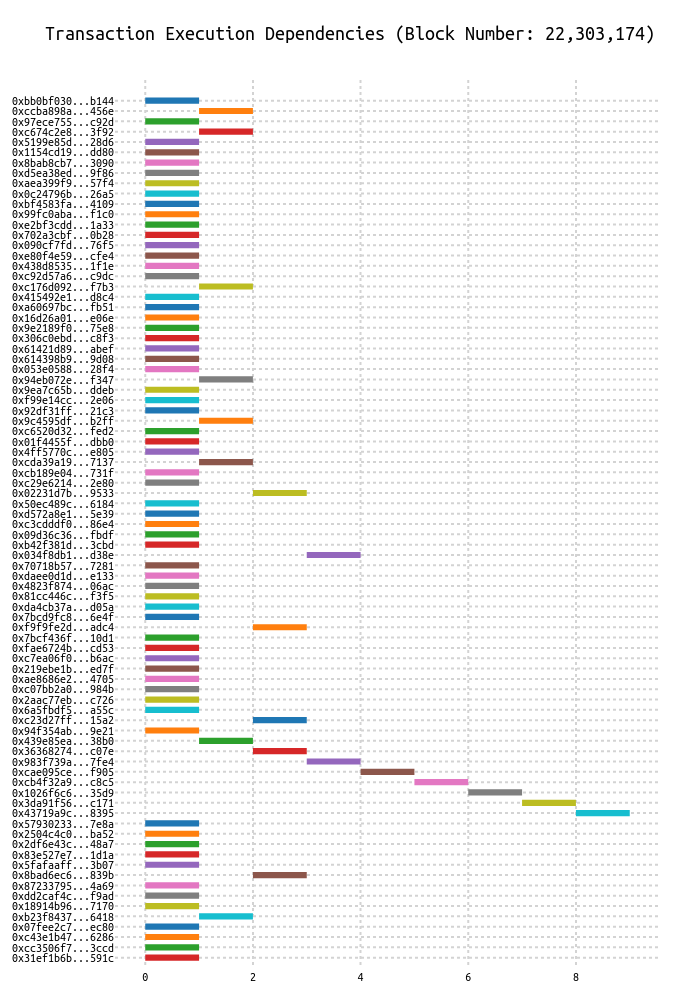 Transaction Execution Dependencies (Block Number: 22,303,174)
0xbb0bf030...b144
0xccba898a...456e
0x97ece755...c92d
0xc674c2e8...3f92
0x5199e85d...28d6
0x1154cd19...dd80
0x8bab8cb7...3090
0xd5ea38ed...9f86
0xaea399f9...57f4
0x0c24796b...26a5
0xbf4583fa...4109
0x99fc0aba...f1c0
0xe2bf3cdd...1a33
0x702a3cbf...0b28
0x090cf7fd...76f5
0xe80f4e59...cfe4
0x438d8535...1f1e
0xc92d57a6...c9dc
0xc176d092...f7b3
0x415492e1...d8c4
0xa60697bc...fb51
0x16d26a01...e06e
0x9e2189f0...75e8
0x306c0ebd...c8f3
0x61421d89...abef
0x614398b9...9d08
0x053e0588...28f4
0x94eb072e...f347
0x9ea7c65b...ddeb
0xf99e14cc...2e06
0x92df31ff...21c3
0x9c4595df...b2ff
0xc6520d32...fed2
0x01f4455f...dbb0
0x4ff5770c...e805
0xcda39a19...7137
0xcb189e04...731f
0xc29e6214...2e80
0x02231d7b...9533
0x50ec489c...6184
0xd572a8e1...5e39
0xc3cdddf0...86e4
0x09d36c36...fbdf
0xb42f381d...3cbd
0x034f8db1...d38e
0x70718b57...7281
0xdaee0d1d...e133
0x4823f874...06ac
0x81cc446c...f3f5
0xda4cb37a...d05a
0x7bcd9fc8...6e4f
0xf9f9fe2d...adc4
0x7bcf436f...10d1
0xfae6724b...cd53
0xc7ea06f0...b6ac
0x219ebe1b...ed7f
0xae8686e2...4705
0xc07bb2a0...984b
0x2aac77eb...c726
0x6a5fbdf5...a55c
0xc23d27ff...15a2
0x94f354ab...9e21
0x439e85ea...38b0
0x36368274...c07e
0x983f739a...7fe4
0xcae095ce...f905
0xcb4f32a9...c8c5
0x1026f6c6...35d9
0x3da91f56...c171
0x43719a9c...8395
0x57930233...7e8a
0x2504c4c0...ba52
0x2df6e43c...48a7
0x83e527e7...1d1a
0x5fafaaff...3b07
0x8bad6ec6...839b
0x87233795...4a69
0xdd2caf4c...f9ad
0x18914b96...7170
0xb23f8437...6418
0x07fee2c7...ec80
0xc43e1b47...6286
0xcc3506f7...3ccd
0x31ef1b6b...591c
0 2 4 6 8